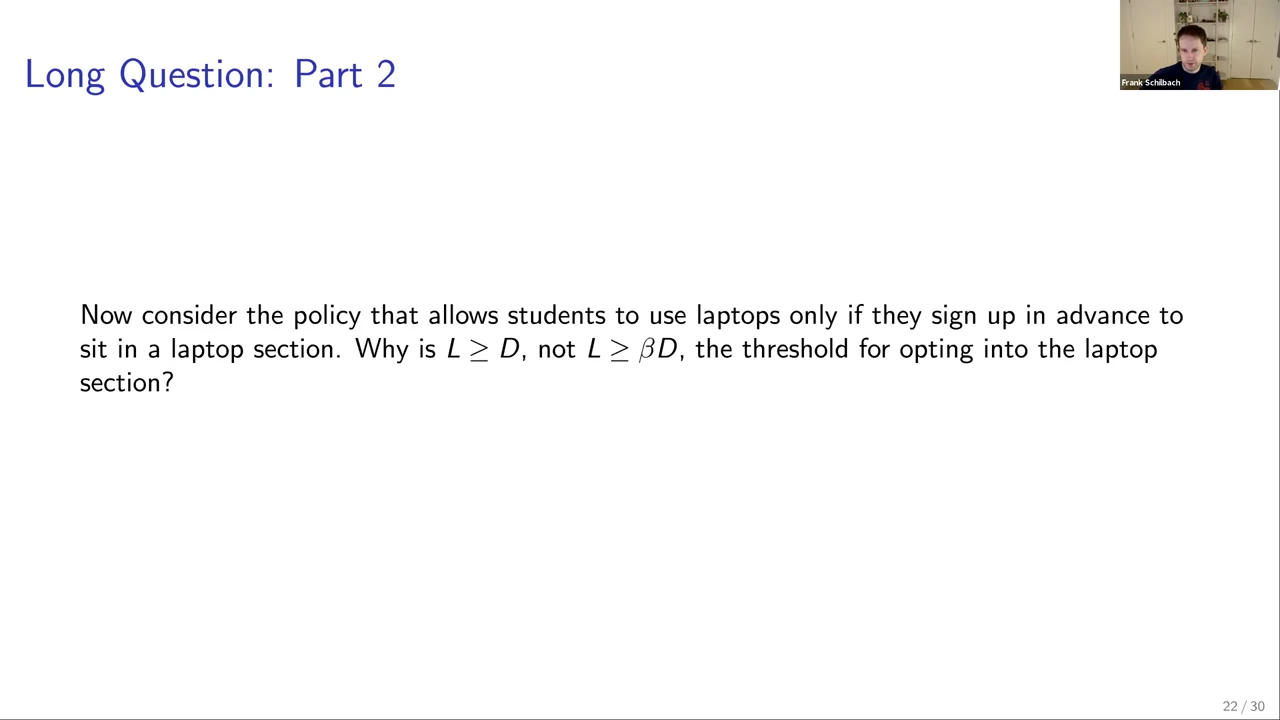 Long Question: Part 2
Frank Schilbach
Now consider the policy that allows students to use laptops only if they sign up in advance to
sit in a laptop section. Why is L ≥ D, not L ≥ βD, the threshold for opting into the laptop
section?
22 / 30